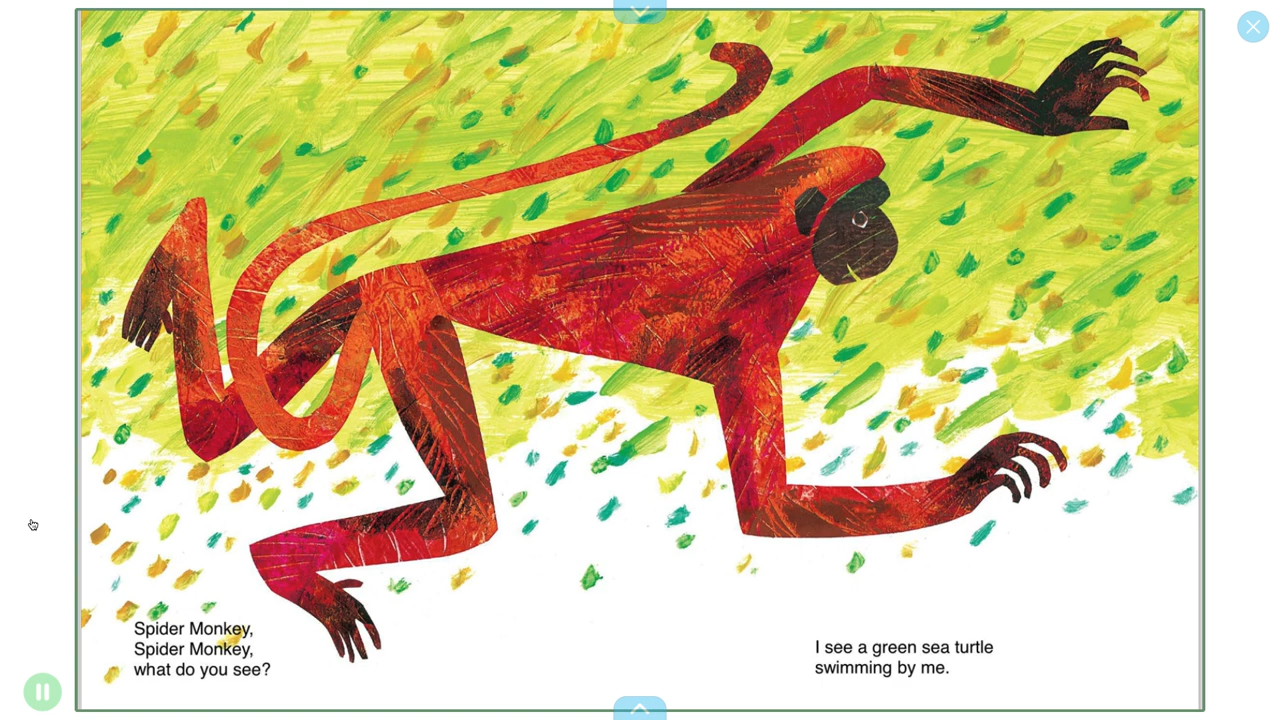 Spider Monkey,
Spider Monkey,
what do you see?
I see a green sea turtle
swimming by me.